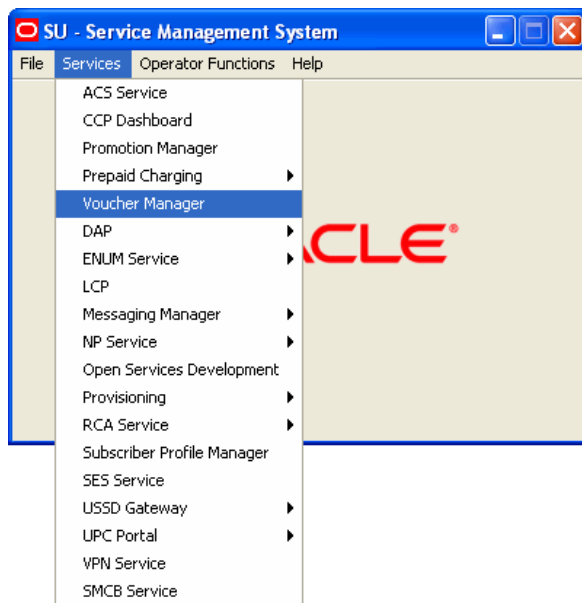 SU - Service Management System
File Services Operator Functions Help
ACS Service
CCP Dashboard
Promotion Manager
Prepaid Charging
Voucher Manager
DAP
CLE®
ENUM Service
LCP
Messaging Manager
NP Service
Open Services Development
Provisioning
RCA Service
Subscriber Profile Manager
SES Service
USSD Gateway
UPC Portal
VPN Service
SMCB Service